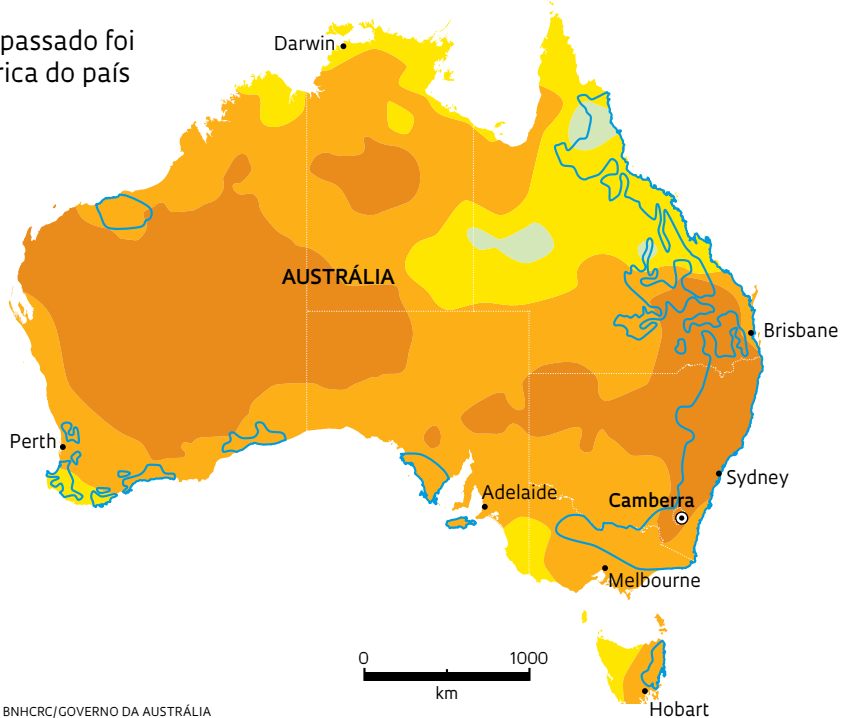 passado foi
rica do país
Darwin
AUSTRÁLIA
Brisbane
Perth
Sydney
Adelaide
Camberra
Melbourne
0 1000
km
Hobart
BNHCRC/GOVERNO DA AUSTRÁLIA